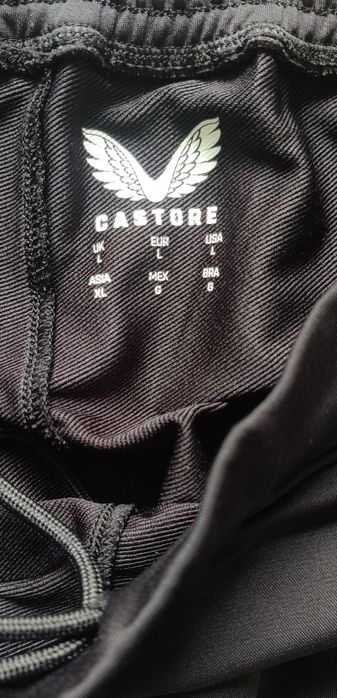 CASTORE
UK EUR USA
L L L
ASIA MEX BRA
XL G G